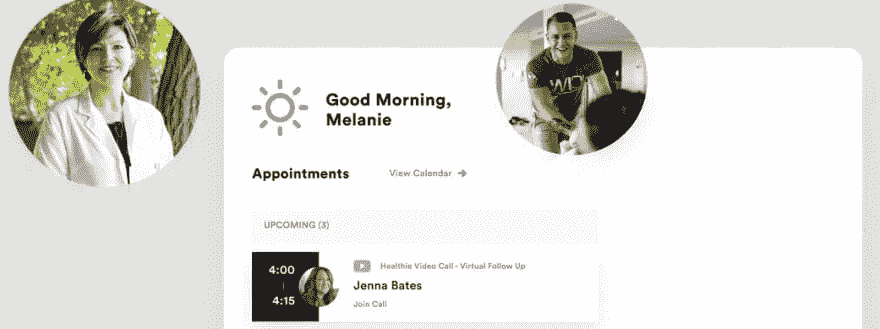 Good Morning,
Melanie
Appointments
View Calendar →
UPCOMING (3)
4:00
4:15
Healthie Video Call - Virtual Follow Up
Jenna Bates
Join Call